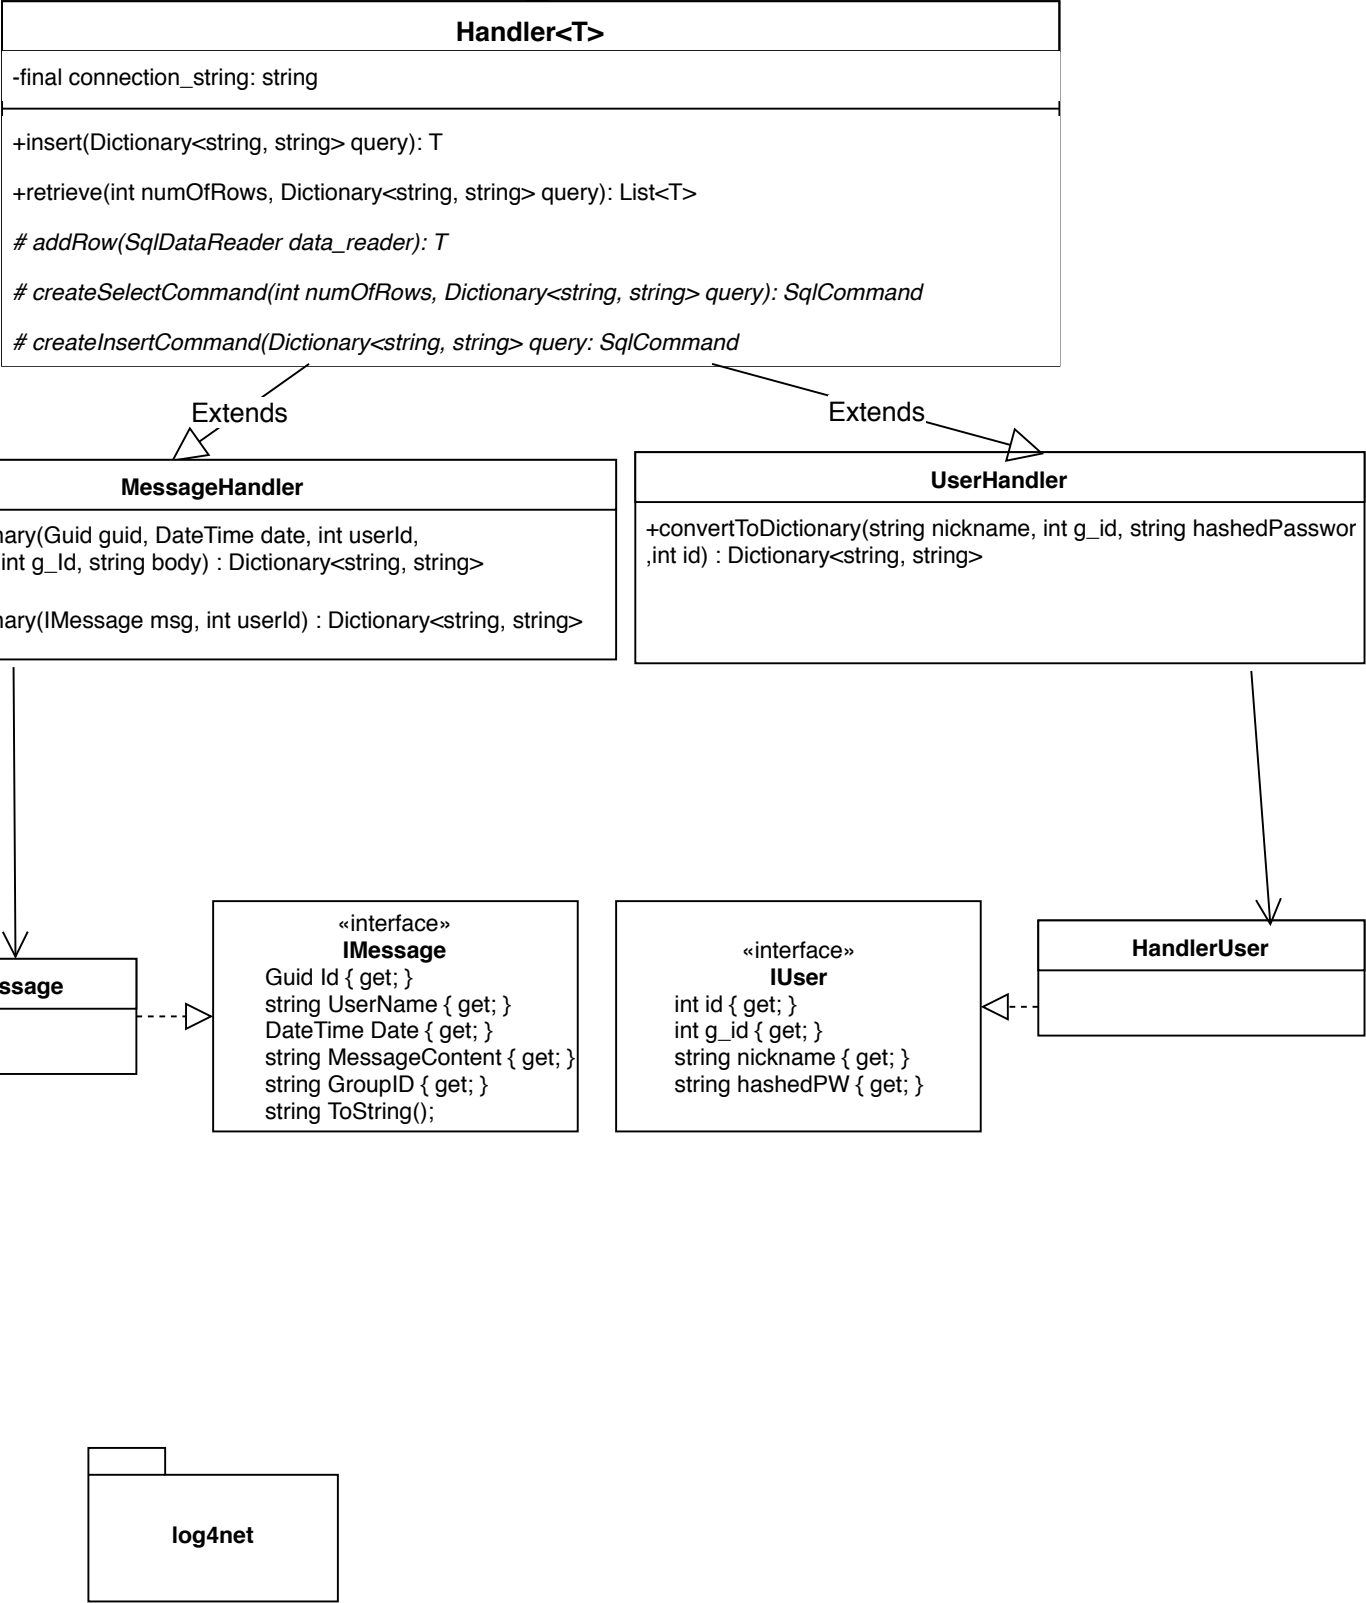 Handler<T>
-final connection_string: string
+insert(Dictionary<string, string> query): T
+retrieve(int numOfRows, Dictionary<string, string> query): List<T>
# addRow(SqlDataReader data_reader): T
# createSelectCommand(int numOfRows, Dictionary<string, string> query): SqlCommand
# createInsertCommand(Dictionary<string, string> query: SqlCommand
Extends
Extends
MessageHandler
nary(Guid guid, DateTime date, int userId,
int g_Id, string body) : Dictionary<string, string>
nary(IMessage msg, int userId) : Dictionary<string, string>
UserHandler
+convertToDictionary(string nickname, int g_id, string hashedPasswor
,int id) : Dictionary<string, string>
ssage
«interface»
IMessage
Guid Id { get; }
string UserName { get; }
DateTime Date { get; }
string MessageContent { get; }
string GroupID { get; }
string ToString();
«interface»
IUser
int id { get; }
int g_id { get; }
string nickname { get; }
string hashedPW { get; }
HandlerUser
log4net